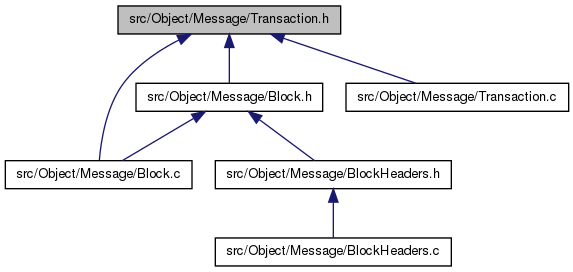 src/Object/Message/Transaction.h
src/Object/Message/Block.h
src/Object/Message/Transaction.c
src/Object/Message/Block.c
src/Object/Message/BlockHeaders.h
src/Object/Message/BlockHeaders.c